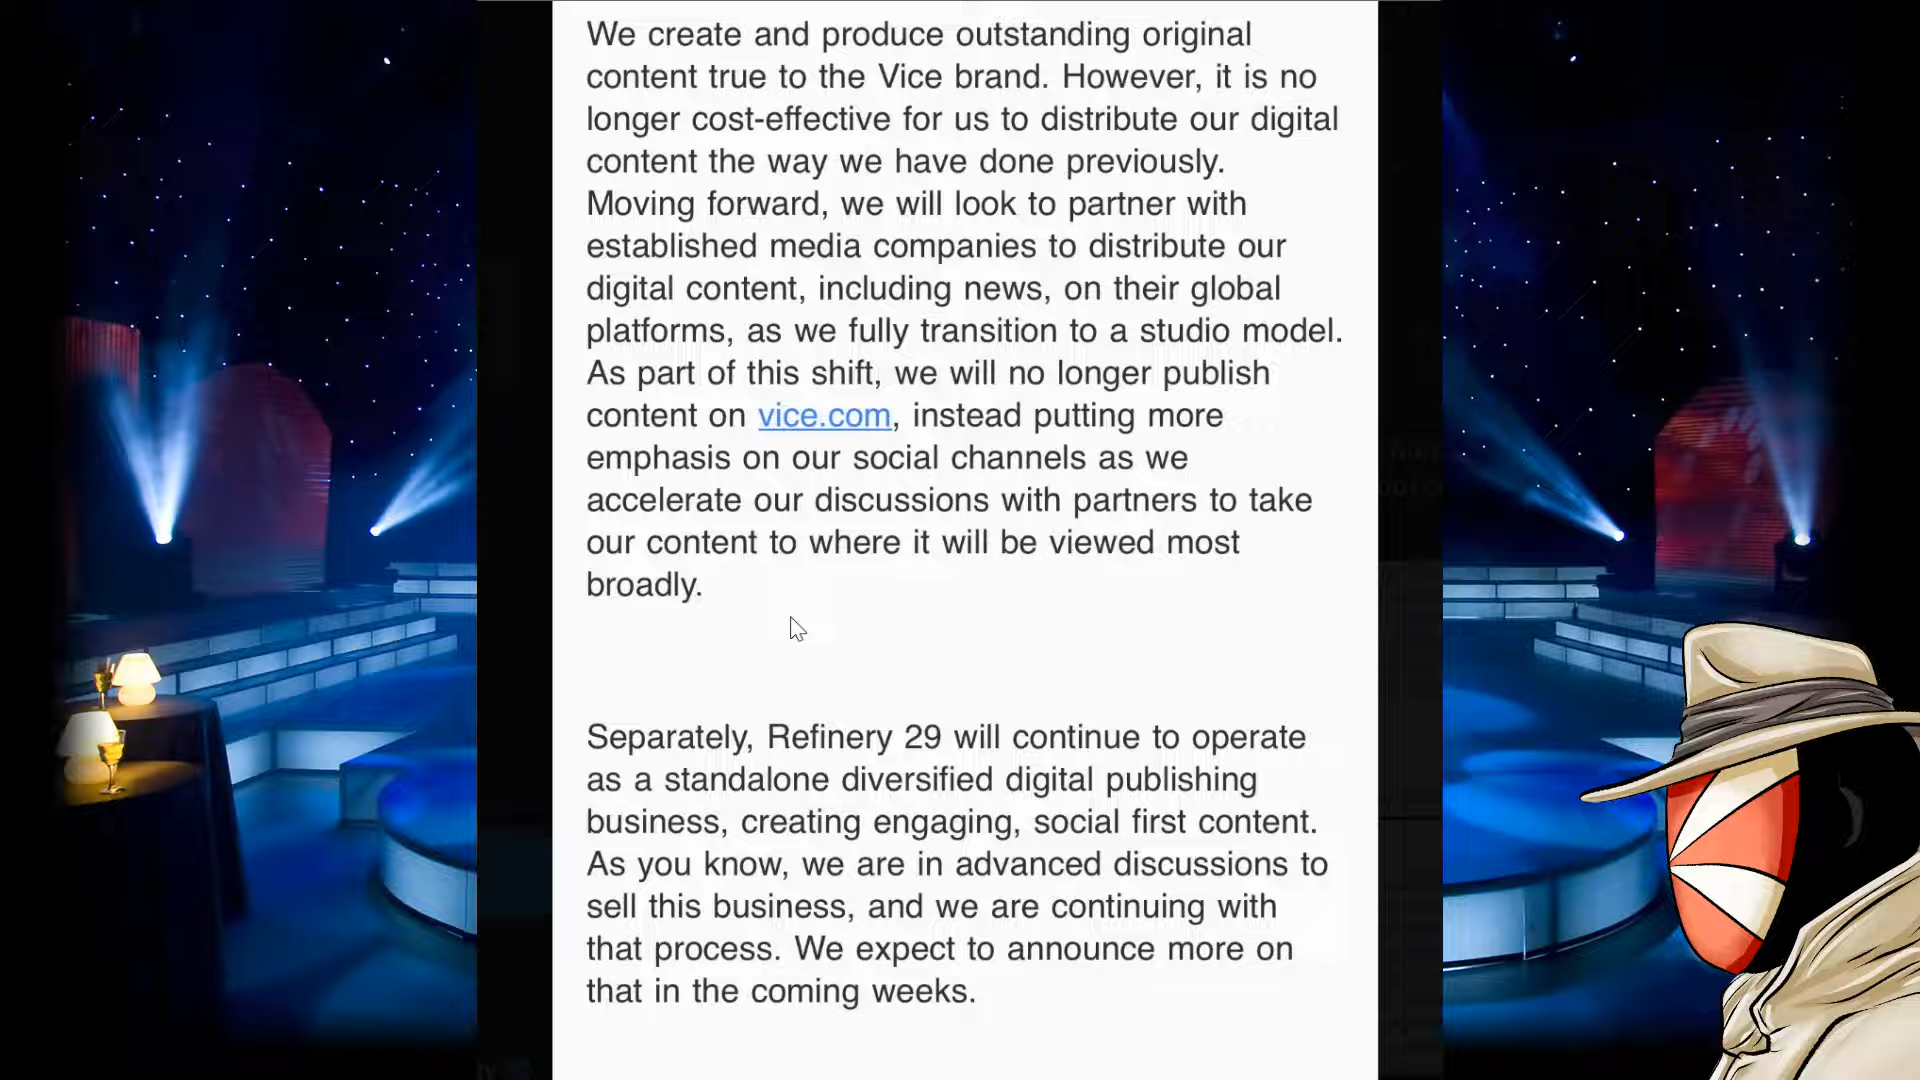 We create and produce outstanding original
content true to the Vice brand. However, it is no
longer cost-effective for us to distribute our digital
content the way we have done previously.
Moving forward, we will look to partner with
established media companies to distribute our
digital content, including news, on their global
platforms, as we fully transition to a studio model.
As part of this shift, we will no longer publish
content on vice.com, instead putting more
emphasis on our social channels as we
accelerate our discussions with partners to take
our content to where it will be viewed most
broadly.
Separately, Refinery 29 will continue to operate
as a standalone diversified digital publishing
business, creating engaging, social first content.
As you know, we are in advanced discussions to
sell this business, and we are continuing with
that process. We expect to announce more on
that in the coming weeks.